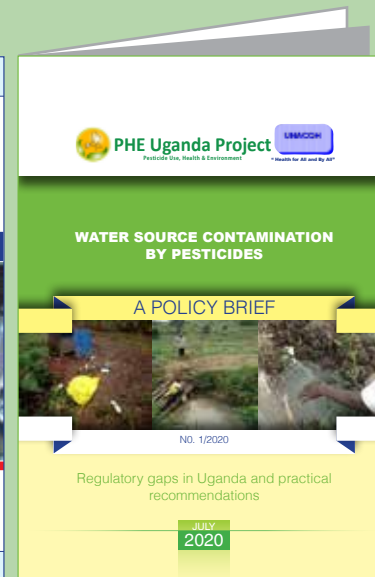 PHE Uganda Project
Pesticide Use, Health & Environment
UNACOH
"Health for All and By All"
WATER SOURCE CONTAMINATION
BY PESTICIDES
A POLICY BRIEF
N0. 1/2020
Regulatory gaps in Uganda and practical
recommendations
JULY
2020